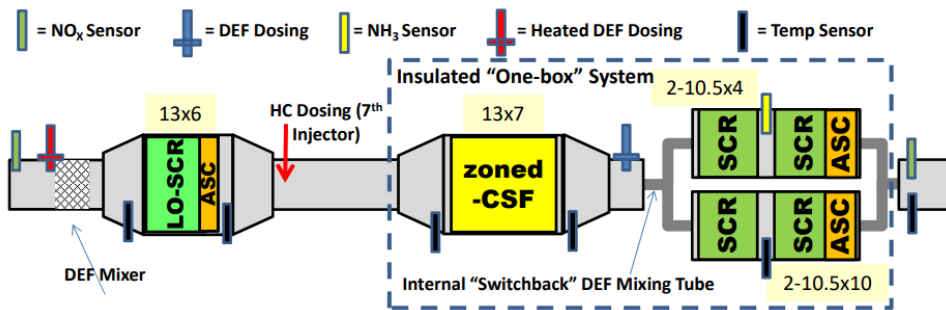 = NOX Sensor
= DEF Dosing
= NH3 Sensor
= Heated DEF Dosing
= Temp Sensor
Insulated “One-box” System
13x6
HC Dosing (7th
Injector)
13x7
2-10.5x4
LO-SCR
ASC
zoned
-CSF
SCR
SCR
ASC
SCR
SCR
ASC
DEF Mixer
Internal “Switchback” DEF Mixing Tube
2-10.5x10